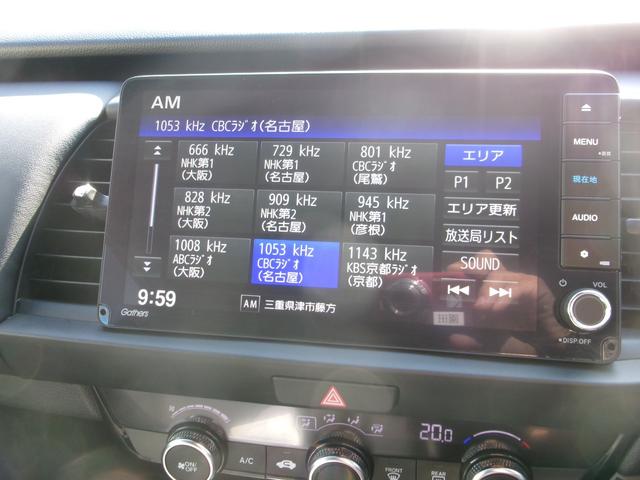 AM
1053 kHz CBCラジオ(名古屋)
666 kHz
NHK第1
(大阪)
729 kHz
NHK第1
(名古屋)
801 kHz
CBCラジオ
(尾鷲)
828 kHz
NHK第2
(大阪)
909 kHz
NHK第2
(名古屋)
945 kHz
NHK第1
(彦根)
1008 kHz
ABCラジオ
(大阪)
1053 kHz
CBCラジオ
(名古屋)
1143 kHz
KBS京都ラジオ
(京都)
エリア
P1 P2
エリア更新
放送局リスト
SOUND
9:59
AM 三重県津市藤方
Gathers
MENU
現在地
AUDIO
VOL
DISP OFF
20.0
A/C
OFF
FRONT
REAR